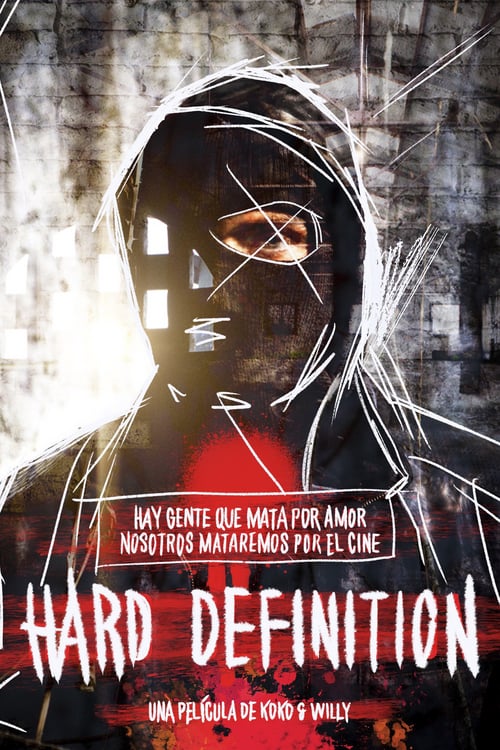 HAY GENTE QUE MATA POR AMOR
NOSOTROS MATAREMOS POR EL CINE
HARD DEFINITION
UNA PELÍCULA DE KOKO & WILLY